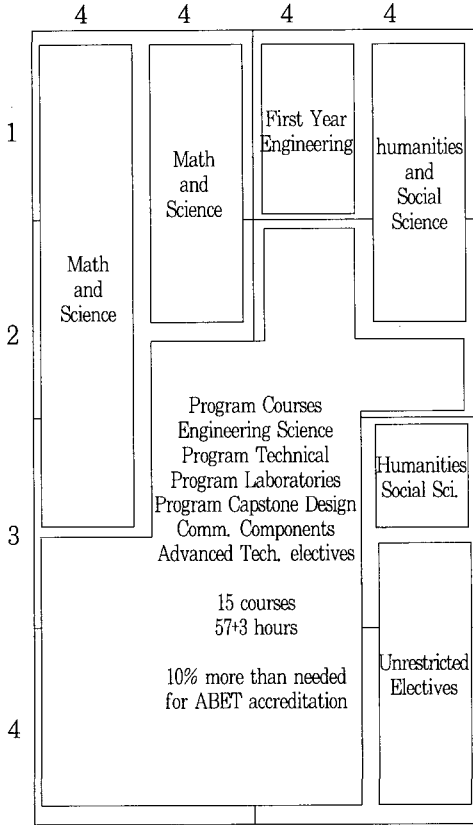 4 4 4 4
1
First Year
Engineering
Math
and
Science
humanities
and
Social
Science
Math
and
Science
2
Program Courses
Engineering Science
Program Technical
Program Laboratories
Program Capstone Design
Comm. Components
Advanced Tech. electives
Humanities
Social Sci.
3
15 courses
57+3 hours
10% more than needed
for ABET accreditation
Unrestricted
Electives
4